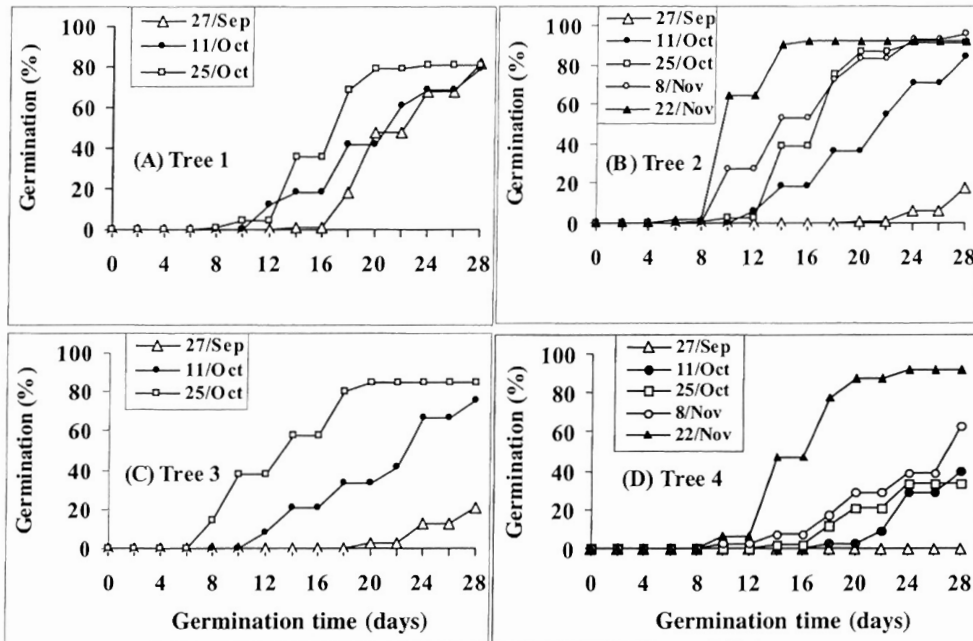 27/Sep
11/Oct
25/Oct
Germination (%)
100
80
60
40
20
0
(A) Tree 1
0 4 8 12 16 20 24 28
27/Sep
11/Oct
25/Oct
8/Nov
22/Nov
Germination (%)
100
80
60
40
20
0
(B) Tree 2
0 4 8 12 16 20 24 28
27/Sep
11/Oct
25/Oct
Germination (%)
100
80
60
40
20
0
(C) Tree 3
0 4 8 12 16 20 24 28
Germination time (days)
27/Sep
11/Oct
25/Oct
8/Nov
22/Nov
Germination (%)
100
80
60
40
20
0
(D) Tree 4
0 4 8 12 16 20 24 28
Germination time (days)